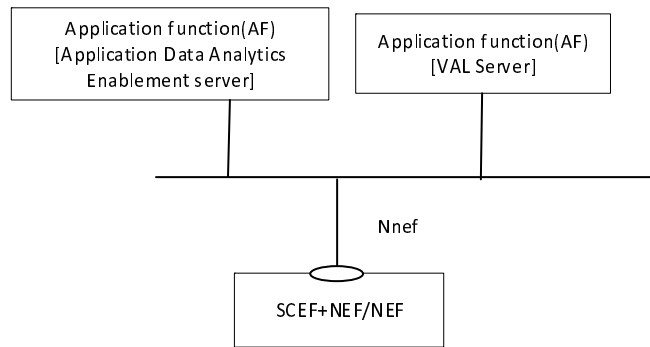 Application function(AF)
[Application Data Analytics
Enablement server]
Application function(AF)
[VAL Server]
Nnef
SCEF+NEF/NEF